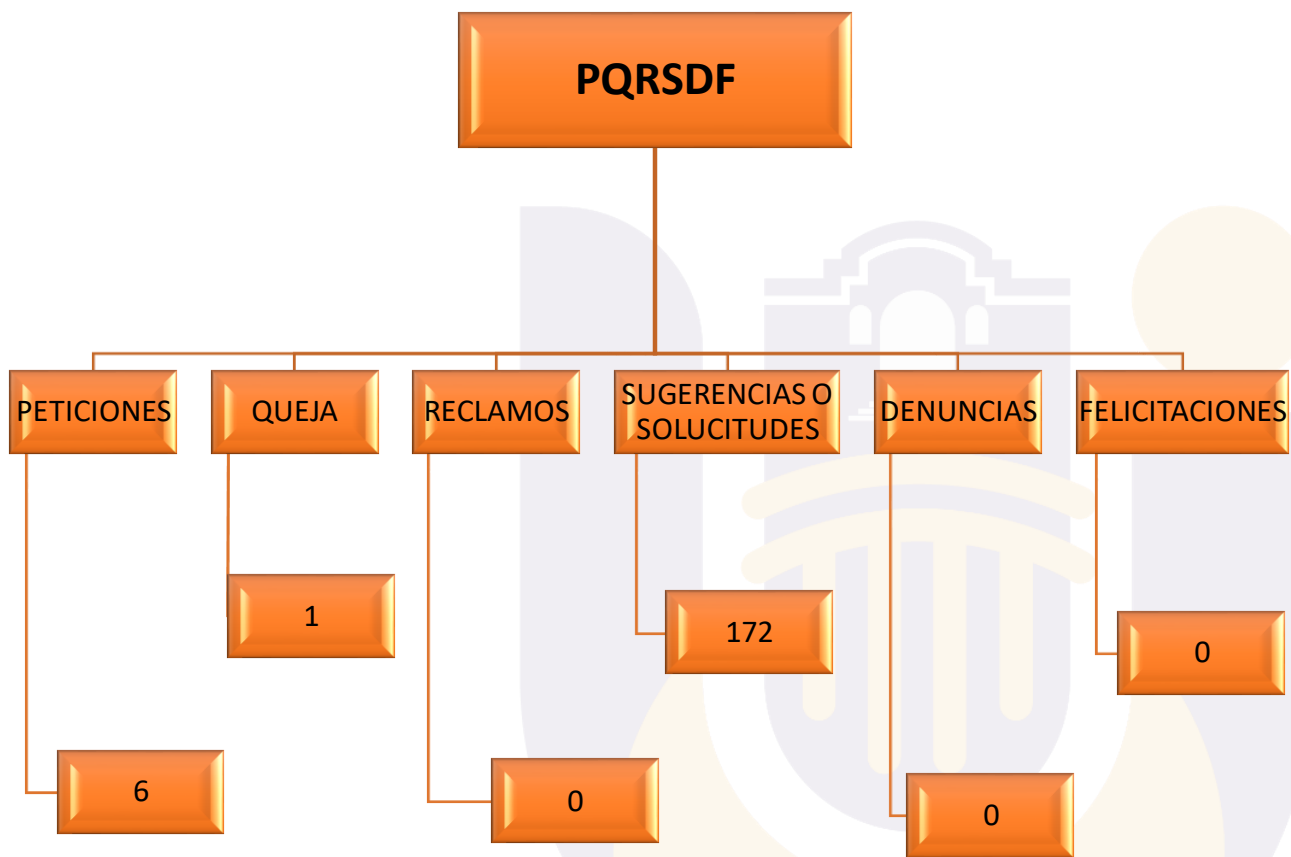 PQRSDF
PETICIONES
QUEJA
RECLAMOS
SUGERENCIAS O
SOLUCITUDES
DENUNCIAS
FELICITACIONES
1
172
0
6
0
0